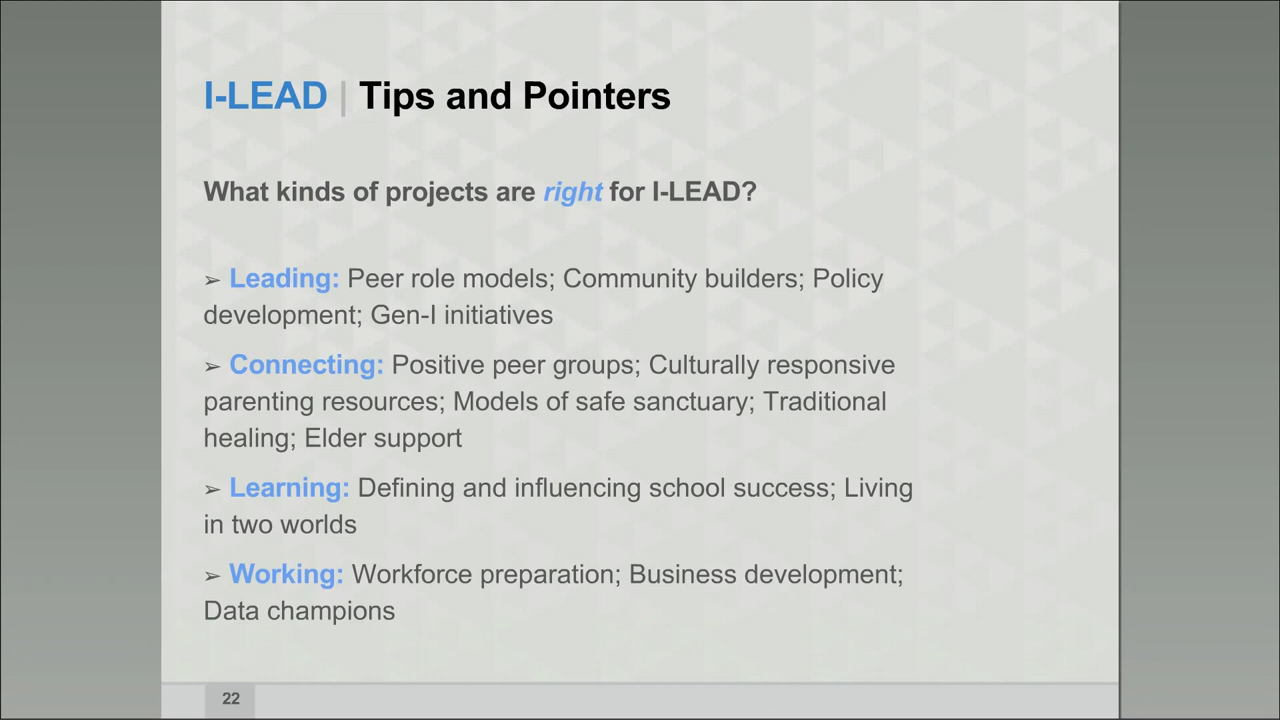 I-LEAD | Tips and Pointers
What kinds of projects are right for I-LEAD?
➢ Leading: Peer role models; Community builders; Policy
development; Gen-I initiatives
➢ Connecting: Positive peer groups; Culturally responsive
parenting resources; Models of safe sanctuary; Traditional
healing; Elder support
➢ Learning: Defining and influencing school success; Living
in two worlds
➢ Working: Workforce preparation; Business development;
Data champions
22